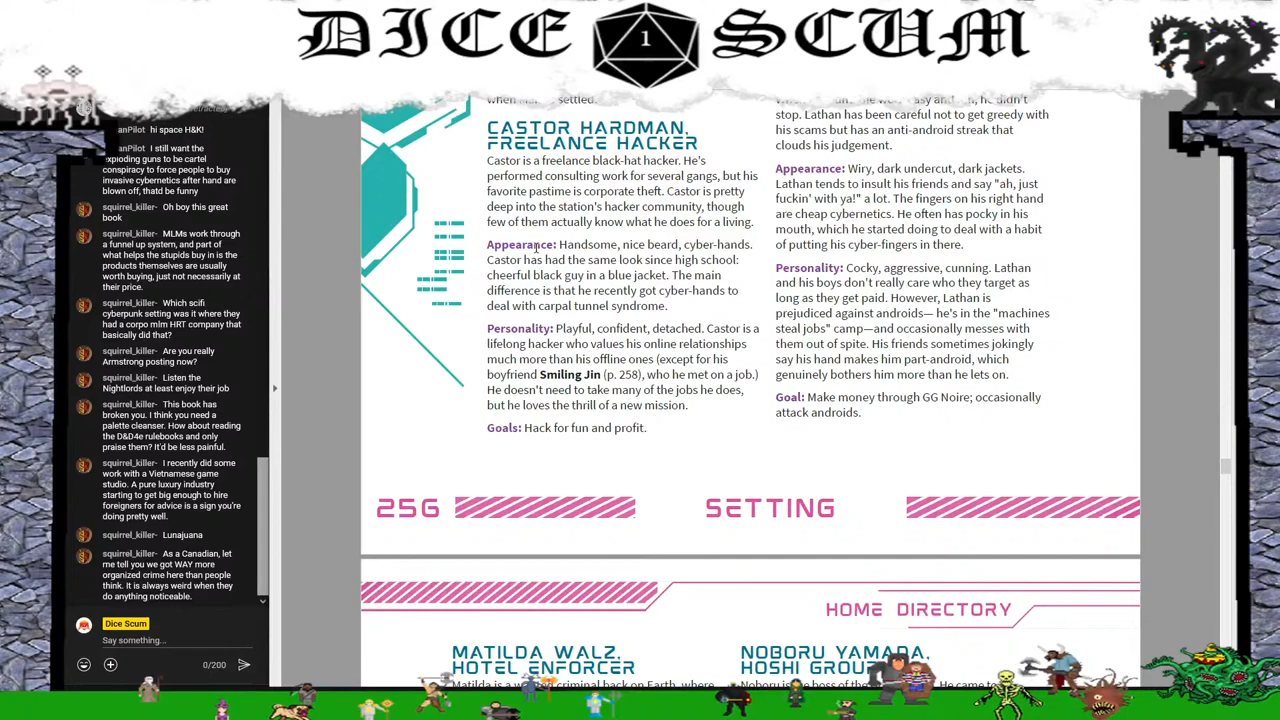 DICE SCUM
1
hi space H&K!
I still want the
exploding guns to be cartel
conspiracy to force people to buy
invasive cybernetics after hand are
blown off, thatd be funny
squirrel_killer- Oh boy this great
book
squirrel_killer- MLMs work through
a funnel up system, and part of
what helps the stupids buy in is the
products themselves are usually
worth buying, just not necessarily at
their price.
squirrel_killer- Which scifi
cyberpunk setting was it where they
had a corpo mlm HRT company that
basically did that?
squirrel_killer- Are you really
Armstrong posting now?
squirrel_killer- Listen the
Nightlords at least enjoy their job
squirrel_killer- This book has
broken you. I think you need a
palette cleanser. How about reading
the D&D4e rulebooks and only
praise them? It'd be less painful.
squirrel_killer- I recently did some
work with a Vietnamese game
studio. A pure luxury industry
starting to get big enough to hire
foreigners for advice is a sign you're
doing pretty well.
squirrel_killer- Lunajuana
squirrel_killer- As a Canadian, let
me tell you we got WAY more
organized crime here than people
think. It is always weird when they
do anything noticeable.
Dice Scum
Say something...
0/200
settled.
CASTOR HARDMAN,
FREELANCE HACKER
Castor is a freelance black-hat hacker. He's
performed consulting work for several gangs, but his
favorite pastime is corporate theft. Castor is pretty
deep into the station's hacker community, though
few of them actually know what he does for a living.
Appearance: Handsome, nice beard, cyber-hands.
Castor has had the same look since high school:
cheerful black guy in a blue jacket. The main
difference is that he recently got cyber-hands to
deal with carpal tunnel syndrome.
Personality: Playful, confident, detached. Castor is a
lifelong hacker who values his online relationships
much more than his offline ones (except for his
boyfriend Smiling Jin (p. 258), who he met on a job.)
He doesn't need to take many of the jobs he does,
but he loves the thrill of a new mission.
Goals: Hack for fun and profit.
he didn't
stop. Lathan has been careful not to get greedy with
his scams but has an anti-android streak that
clouds his judgement.
Appearance: Wiry, dark undercut, dark jackets.
Lathan tends to insult his friends and say "ah, just
fuckin' with ya!" a lot. The fingers on his right hand
are cheap cybernetics. He often has pocky in his
mouth, which he started doing to deal with a habit
of putting his cyber-fingers in there.
Personality: Cocky, aggressive, cunning. Lathan
and his boys don't really care who they target as
long as they get paid. However, Lathan is
prejudiced against androids— he's in the "machines
steal jobs" camp—and occasionally messes with
them out of spite. His friends sometimes jokingly
say his hand makes him part-android, which
genuinely bothers him more than he lets on.
Goal: Make money through GG Noire; occasionally
attack androids.
256
SETTING
HOME DIRECTORY
MATILDA WALZ,
HOTEL ENFORCER
Matilda is a criminal back on Earth, where
NOBORU YAMADA,
HOSHI GROUP
Noboru is the boss of the He came to